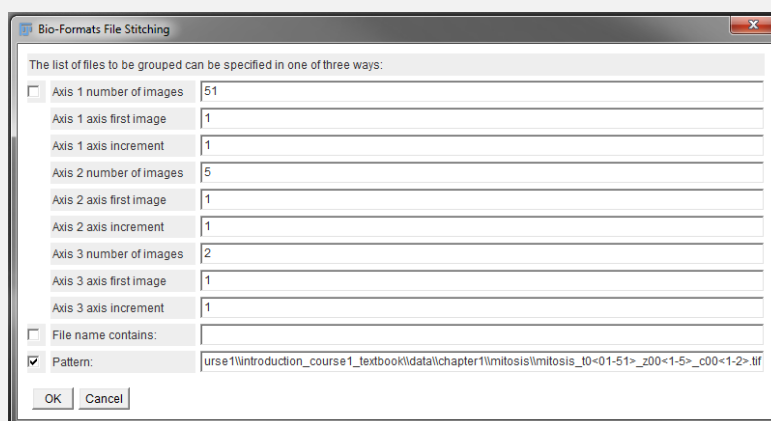 Bio-Formats File Stitching
The list of files to be grouped can be specified in one of three ways:
Axis 1 number of images 51
Axis 1 axis first image 1
Axis 1 axis increment 1
Axis 2 number of images 5
Axis 2 axis first image 1
Axis 2 axis increment 1
Axis 3 number of images 2
Axis 3 axis first image 1
Axis 3 axis increment 1
File name contains:
Pattern: urse1\\introduction_course1_textbook\\data\\chapter1\\mitosis\\mitosis_t0<01-51>_z00<1-5>_c00<1-2>.tif
OK Cancel